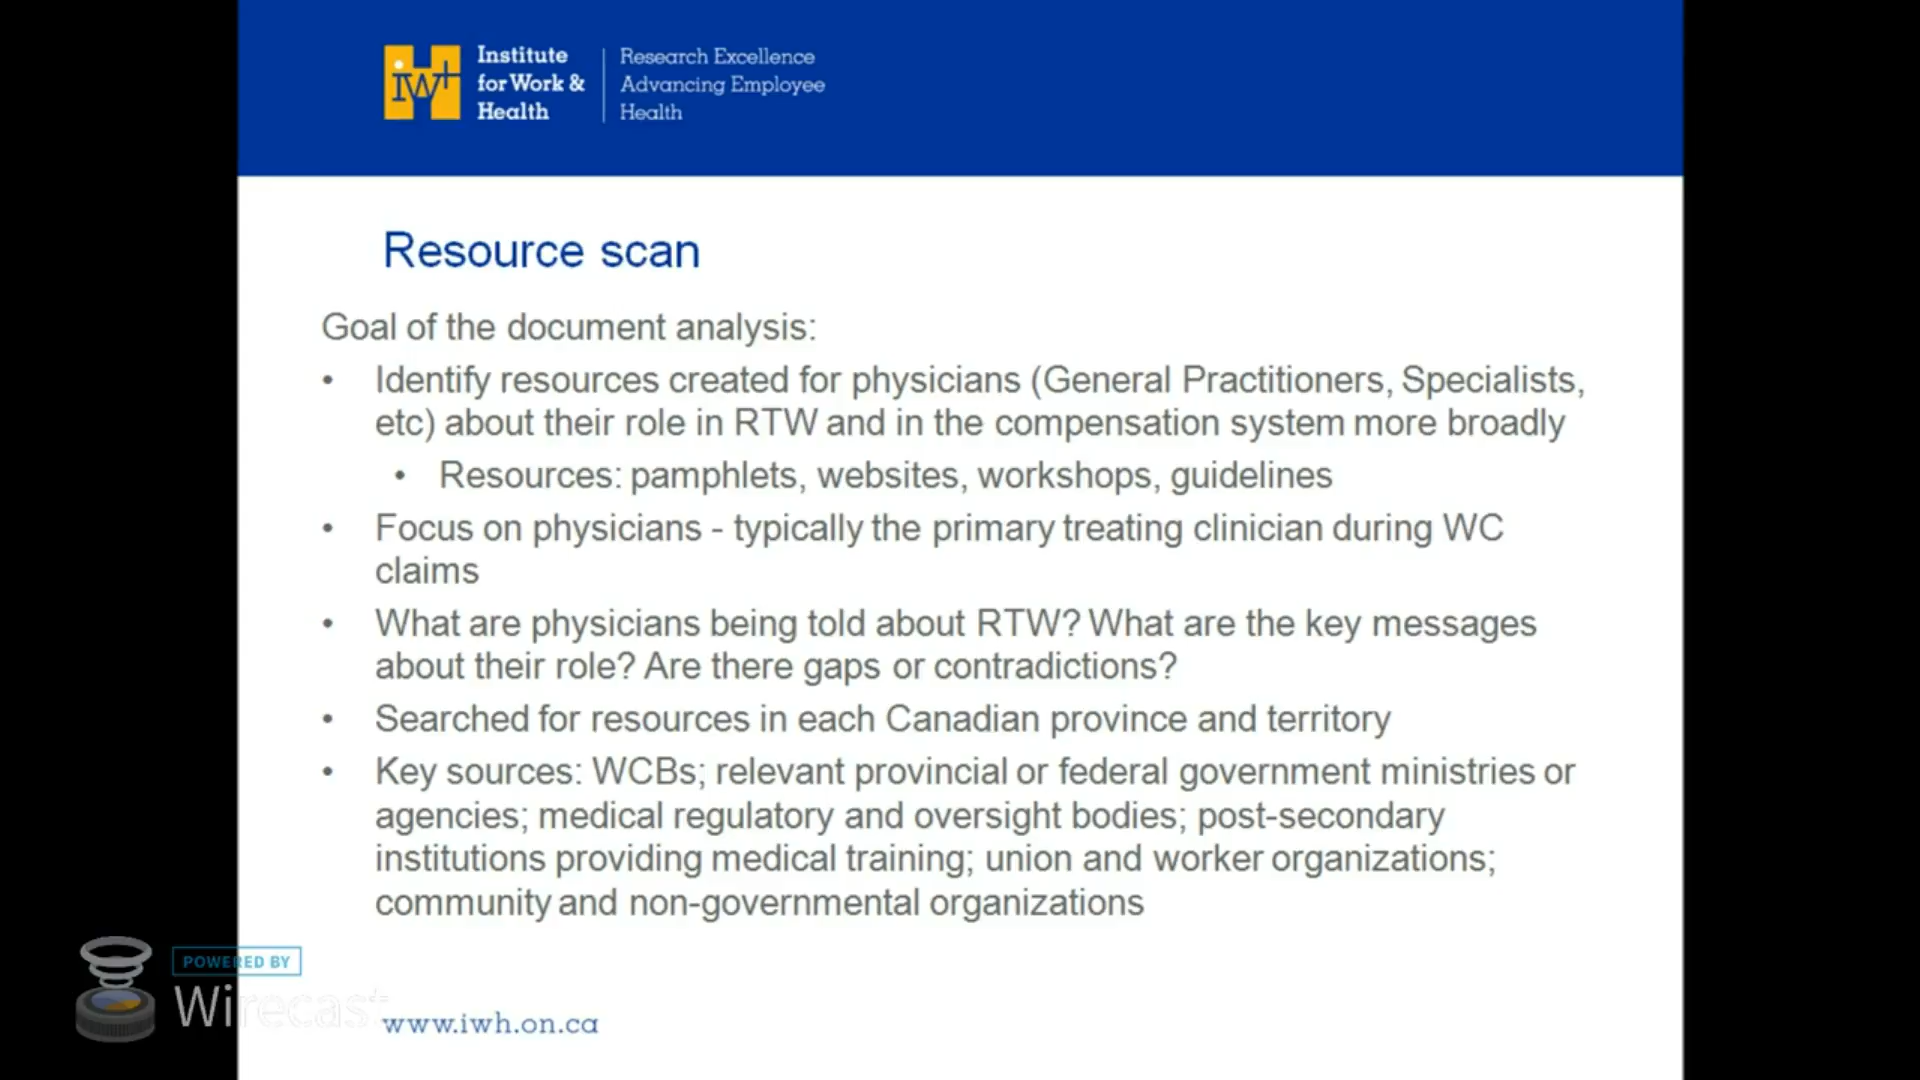 iw+
Institute
for Work &
Health
Research Excellence
Advancing Employee
Health
Resource scan
Goal of the document analysis:
• Identify resources created for physicians (General Practitioners, Specialists,
etc) about their role in RTW and in the compensation system more broadly
• Resources: pamphlets, websites, workshops, guidelines
• Focus on physicians - typically the primary treating clinician during WC
claims
• What are physicians being told about RTW? What are the key messages
about their role? Are there gaps or contradictions?
• Searched for resources in each Canadian province and territory
• Key sources: WCBs; relevant provincial or federal government ministries or
agencies; medical regulatory and oversight bodies; post-secondary
institutions providing medical training; union and worker organizations;
community and non-governmental organizations
POWERED BY
Wirecast
www.iwh.on.ca